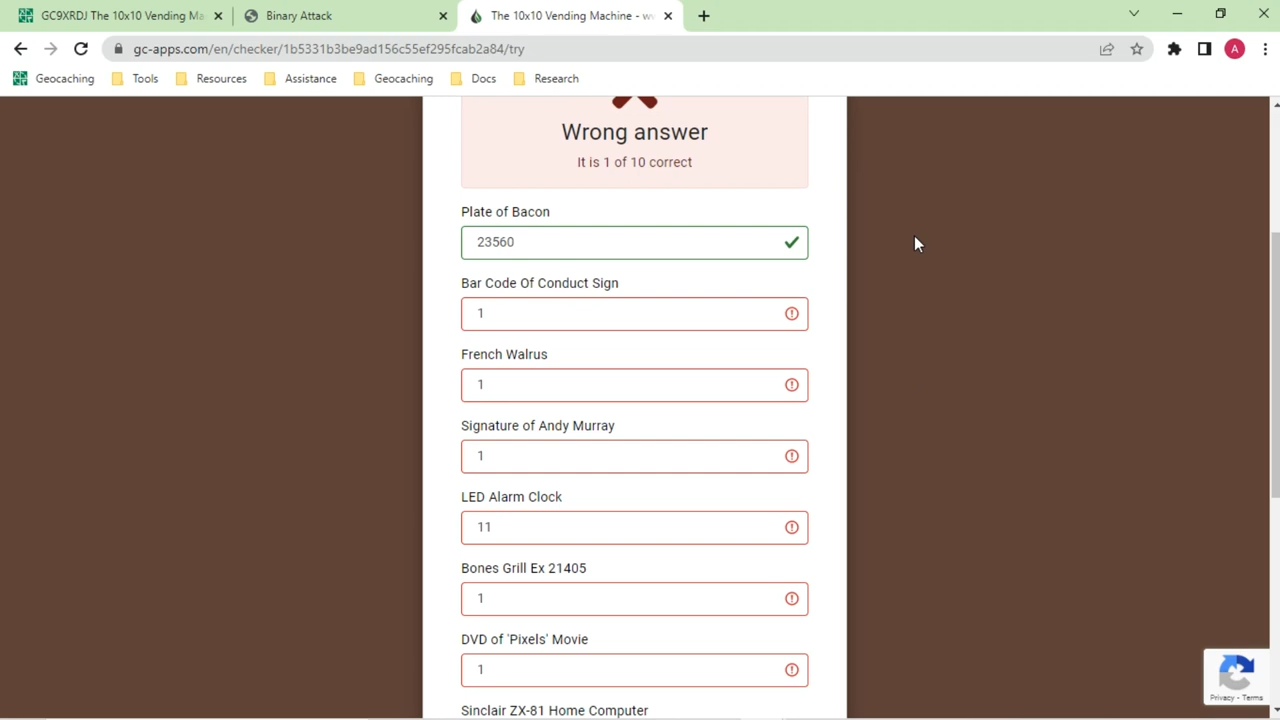 GC9XRDJ The 10x10 Vending Ma
Binary Attack
The 10x10 Vending Machine - w
gc-apps.com/en/checker/1b5331b3be9ad156c55ef295fcab2a84/try
A
Geocaching
Tools
Resources
Assistance
Geocaching
Docs
Research
Wrong answer
It is 1 of 10 correct
Plate of Bacon
23560
Bar Code Of Conduct Sign
1
French Walrus
1
Signature of Andy Murray
1
LED Alarm Clock
11
Bones Grill Ex 21405
1
DVD of 'Pixels' Movie
1
Sinclair ZX-81 Home Computer
Privacy - Terms